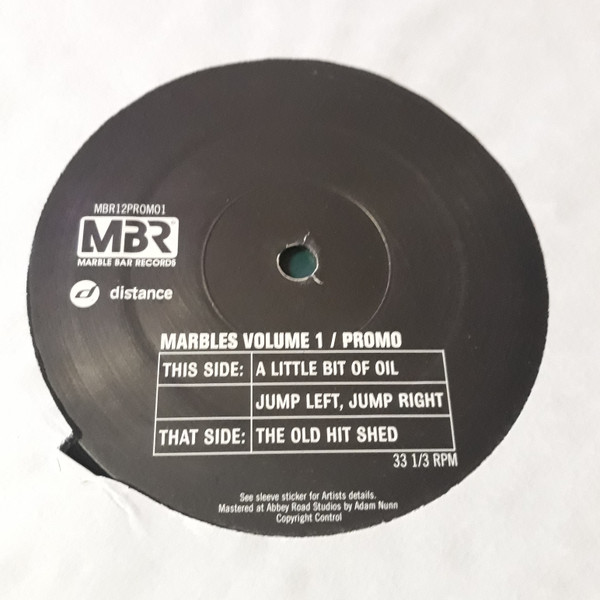 MBR12PROMO1
MBR
MARBLE BAR RECORDS
d distance
MARBLES VOLUME 1 / PROMO
THIS SIDE: A LITTLE BIT OF OIL
JUMP LEFT, JUMP RIGHT
THAT SIDE: THE OLD HIT SHED
33 1/3 RPM
See sleeve sticker for Artists details.
Mastered at Abbey Road Studios by Adam Nunn
Copyright Control